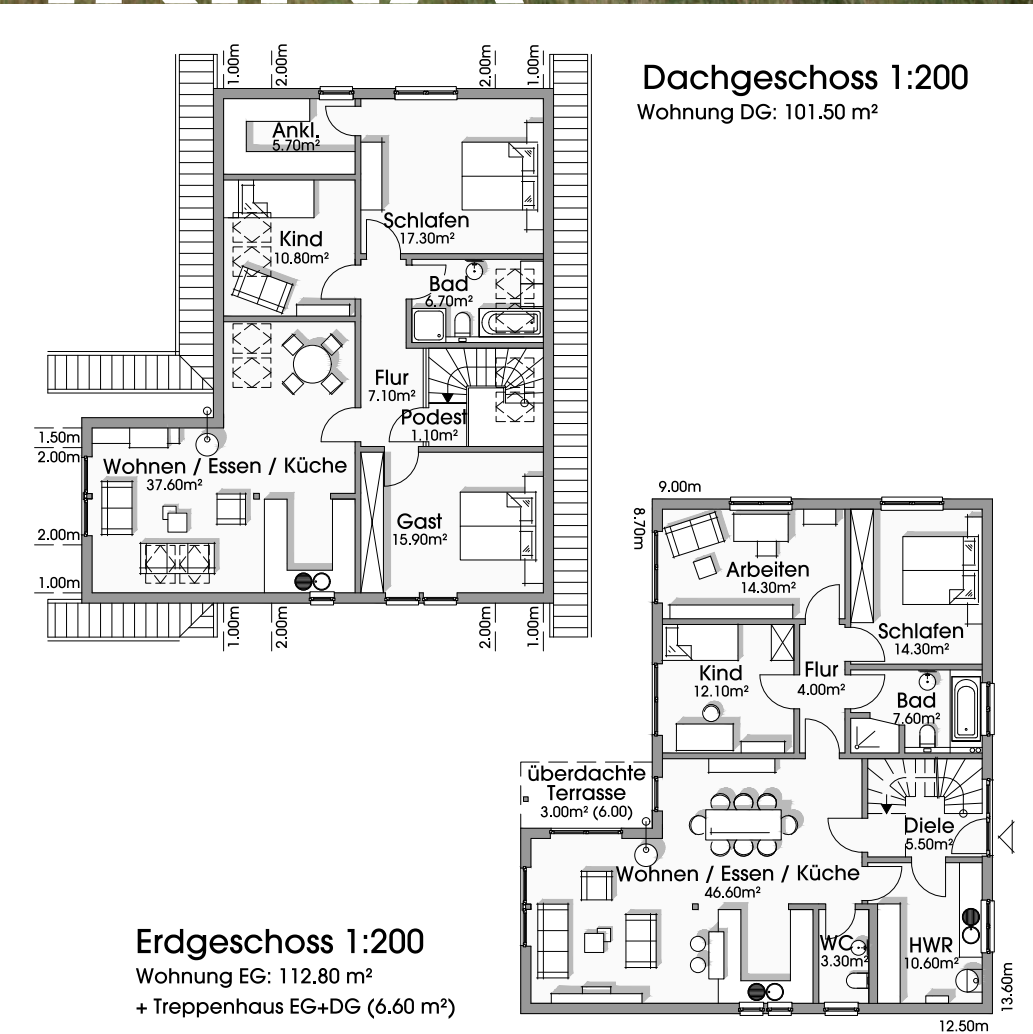 1.00m
2.00m
2.00m
1.00m
Dachgeschoss 1:200
Wohnung DG: 101.50 m²
Ankl.
5.70m²
Schlafen
17.30m²
Kind
10.80m²
Bad
6.70m²
Flur
7.10m²
Podest
1.10m²
1.50m
2.00m
Wohnen / Essen / Küche
37.60m²
2.00m
1.00m
Gast
15.90m²
1.00m
2.00m
2.00m
1.00m
9.00m
8.70m
Arbeiten
14.30m²
Schlafen
14.30m²
Kind
12.10m²
Flur
4.00m²
Bad
7.60m²
überdachte
Terrasse
3.00m² (6.00)
Diele
5.50m²
Wohnen / Essen / Küche
46.60m²
WC
3.30m²
HWR
10.60m²
13.60m
12.50m
Erdgeschoss 1:200
Wohnung EG: 112.80 m²
+ Treppenhaus EG+DG (6.60 m²)